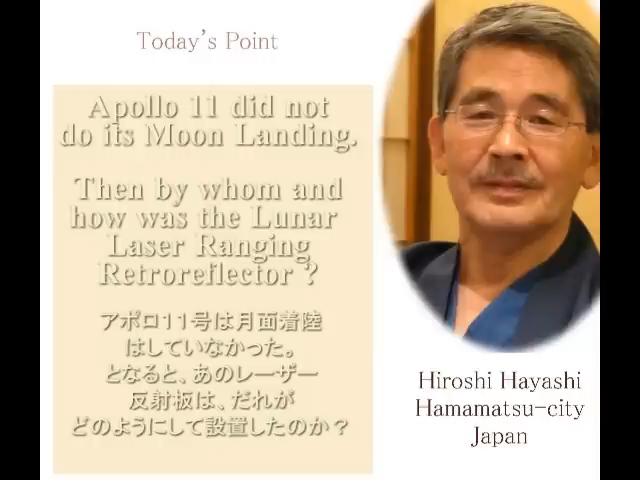 Today's Point
Apollo 11 did not
do its Moon Landing.
Then by whom and
how was the Lunar
Laser Ranging
Retroreflector ?
アポロ１１号は月面着陸
はしていなかった。
となると、あのレーザー
反射板は、だれが
どのようにして設置したのか？
Hiroshi Hayashi
Hamamatsu-city
Japan